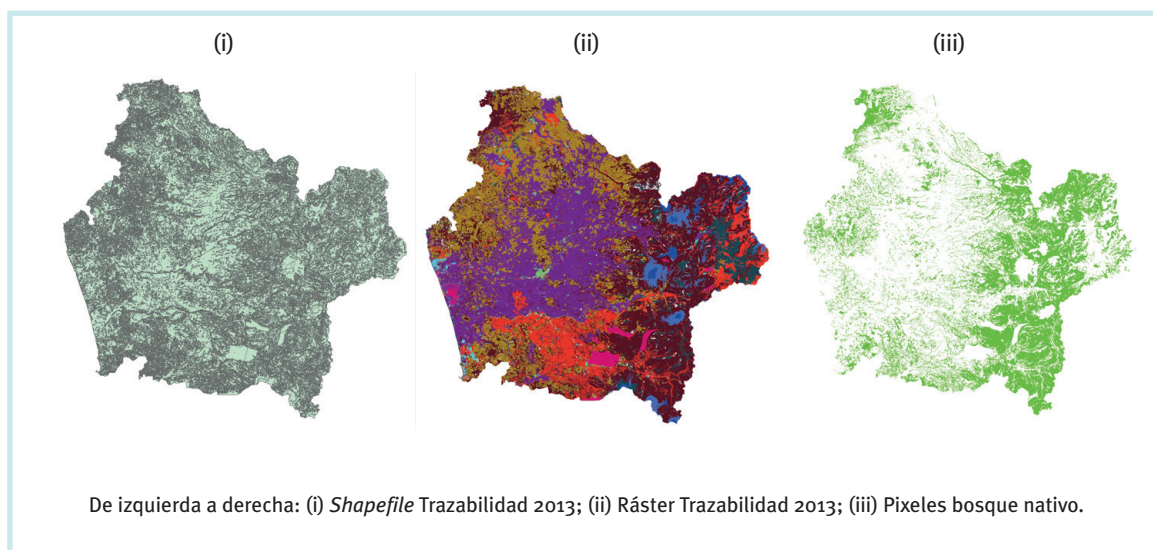 (i)
(ii)
(iii)
De izquierda a derecha: (i) Shapefile Trazabilidad 2013; (ii) Ráster Trazabilidad 2013; (iii) Pixeles bosque nativo.